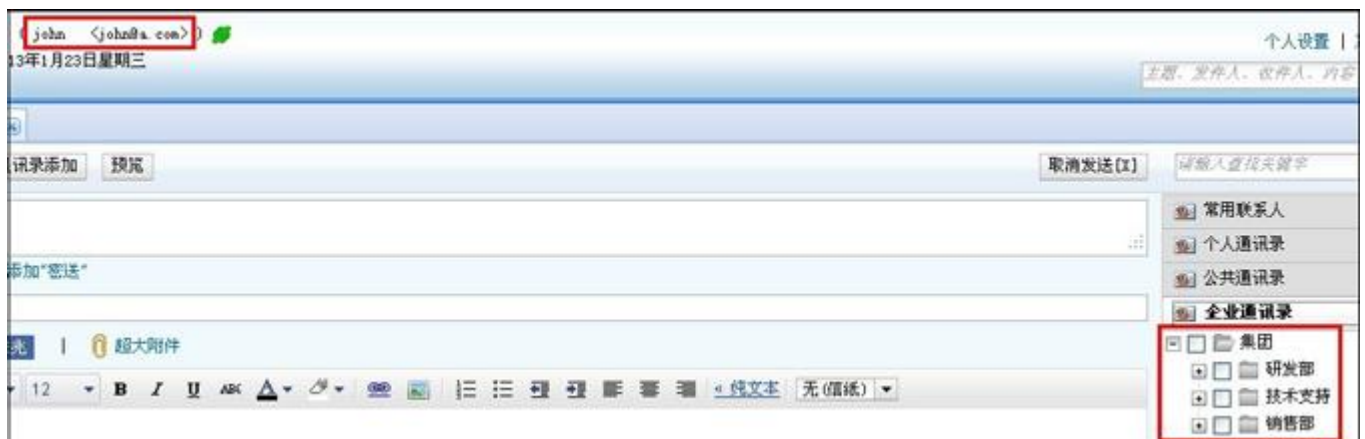 (john <john@a.com>)
个人设置 |
13年1月23日星期三
主题、发件人、收件人、内容
讯录添加 预览 取消发送[X] 请输入查找关键字
常用联系人
个人通讯录
添加"密送"
公共通讯录
企业通讯录
亮 | 超大附件
集团
研发部
12 B I U ABC A « 纯文本 无(信纸)
技术支持
销售部